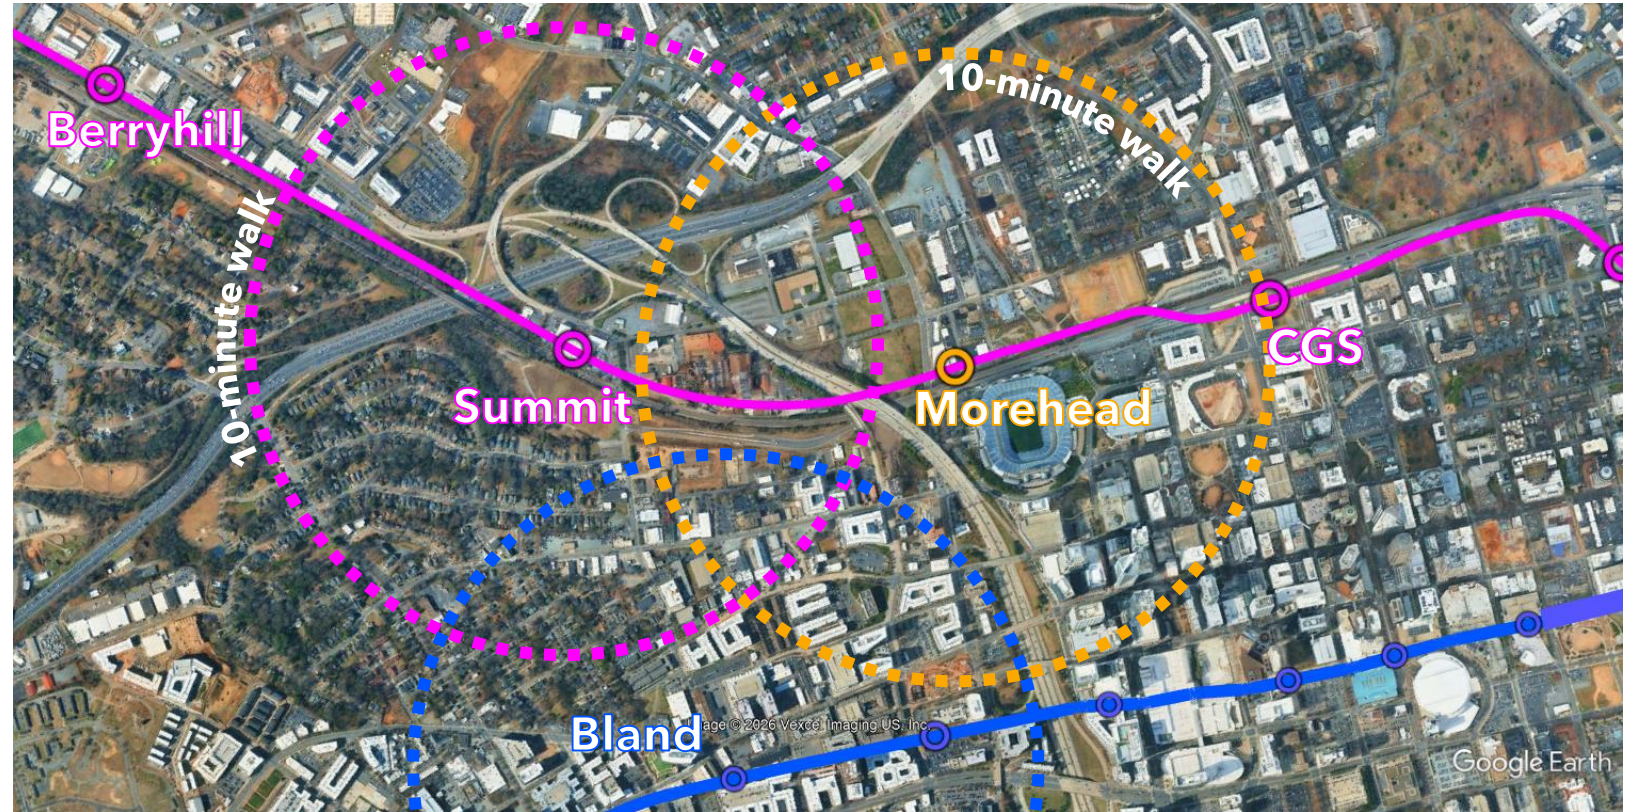 10-minute walk
Berryhill
10-minute walk
CGS
Summit
Morehead
Bland
Image © 2026 Vexcel Imaging US, Inc.
Google Earth